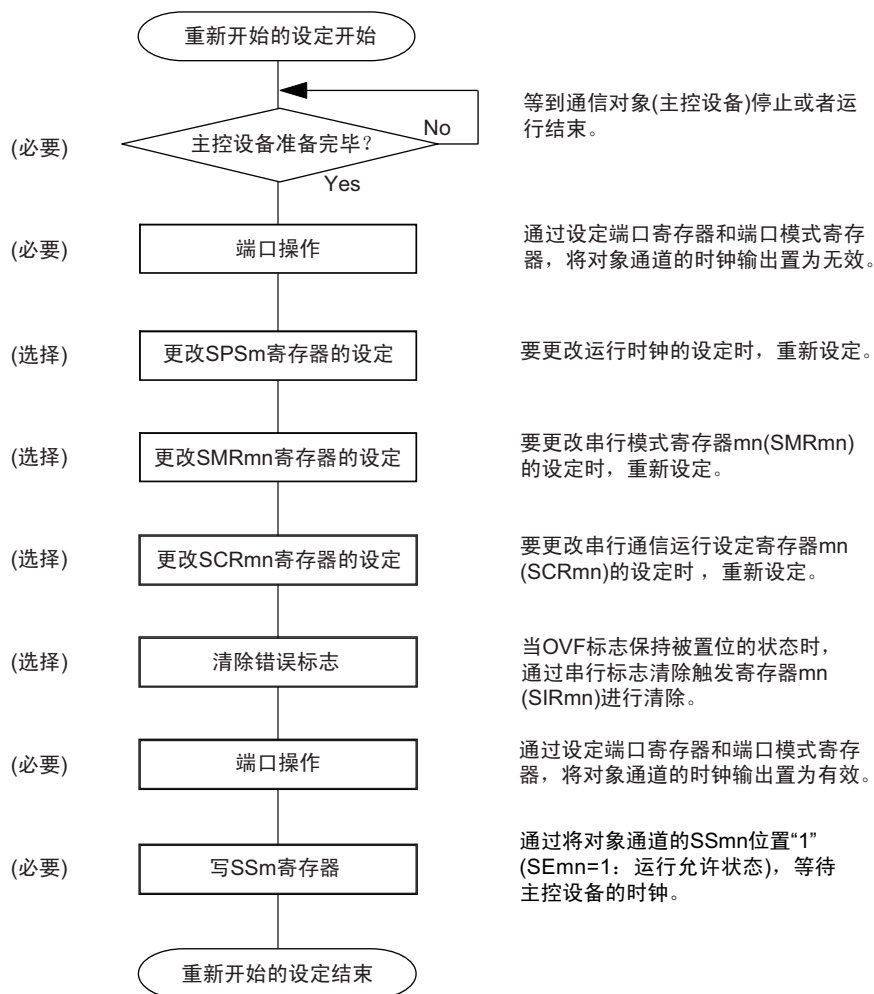 重新开始的设定开始
等到通信对象(主控设备)停止或者运
行结束。
No
(必要)
主控设备准备完毕？
Yes
(必要)
端口操作
通过设定端口寄存器和端口模式寄存
器，将对象通道的时钟输出置为无效。
(选择)
更改SPSm寄存器的设定
要更改运行时钟的设定时，重新设定。
(选择)
更改SMRmn寄存器的设定
要更改串行模式寄存器mn(SMRmn)
的设定时，重新设定。
(选择)
更改SCRmn寄存器的设定
要更改串行通信运行设定寄存器mn
(SCRmn)的设定时 ，重新设定。
(选择)
清除错误标志
当OVF标志保持被置位的状态时，
通过串行标志清除触发寄存器mn
(SIRmn)进行清除。
(必要)
端口操作
通过设定端口寄存器和端口模式寄存
器，将对象通道的时钟输出置为有效。
(必要)
写SSm寄存器
通过将对象通道的SSmn位置“1”
(SEmn=1：运行允许状态)，等待
主控设备的时钟。
重新开始的设定结束